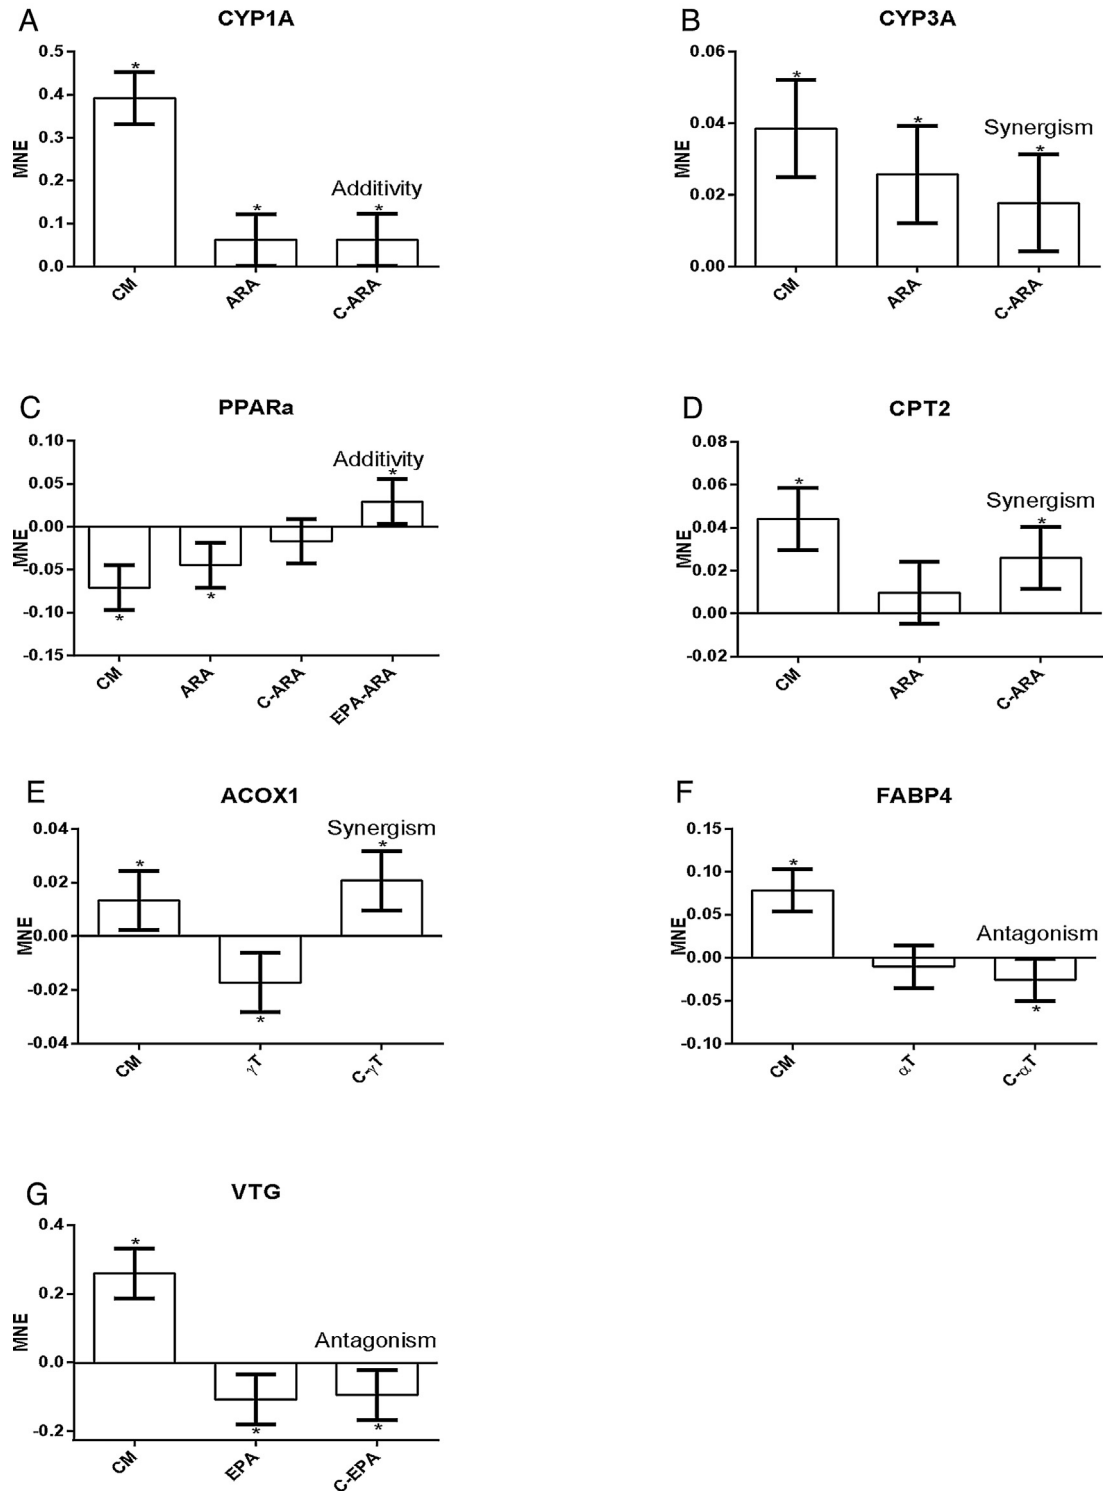 A
CYP1A
0.5
0.4
0.3
0.2
0.1
0.0
MNE
*
*
Additivity
*
CM
ARA
C-ARA
B
CYP3A
0.06
0.04
0.02
0.00
MNE
*
*
Synergism
*
CM
ARA
C-ARA
C
PPARa
0.10
0.05
0.00
-0.05
-0.10
-0.15
MNE
*
*
Additivity
*
CM
ARA
C-ARA
EPA-ARA
D
CPT2
0.08
0.06
0.04
0.02
0.00
-0.02
MNE
*
Synergism
*
CM
ARA
C-ARA
E
ACOX1
0.04
0.02
0.00
-0.02
-0.04
MNE
*
*
Synergism
*
CM
γT
C-γT
F
FABP4
0.15
0.10
0.05
0.00
-0.05
-0.10
MNE
*
Antagonism
*
CM
αT
C-αT
G
VTG
0.4
0.2
0.0
-0.2
MNE
*
*
Antagonism
*
CM
EPA
C-EPA